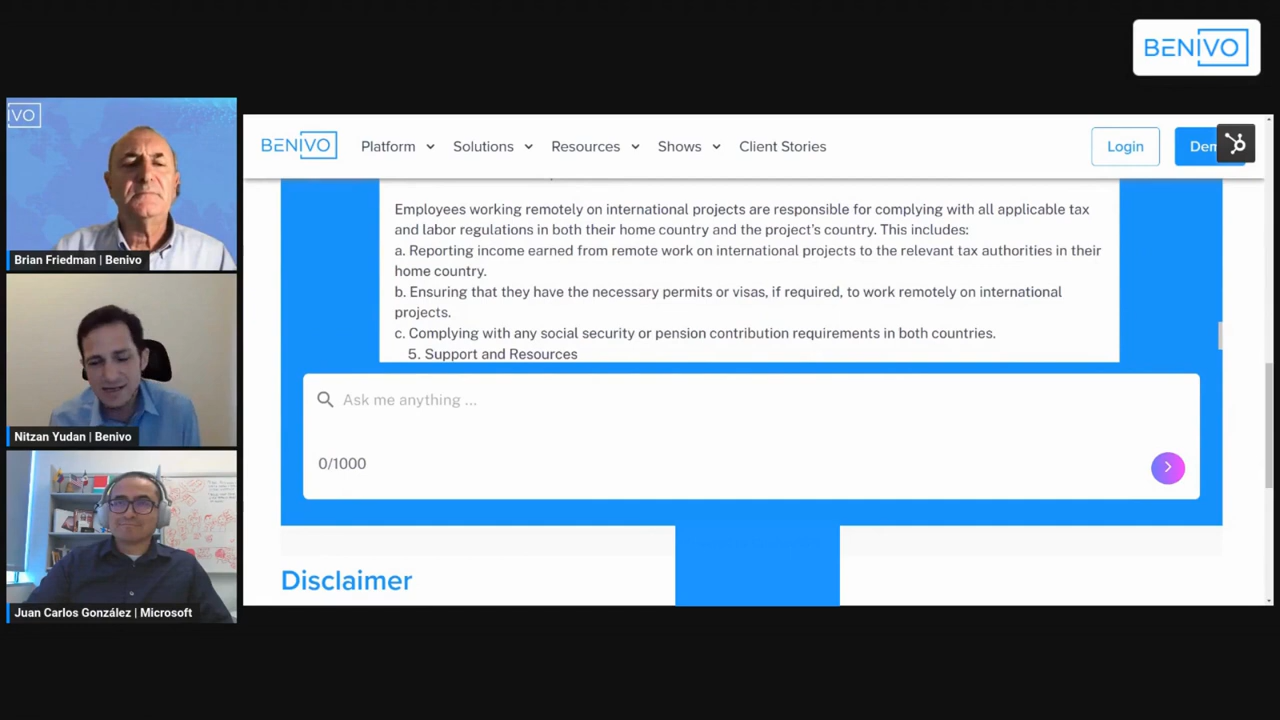 BENIVO
IVO
Brian Friedman | Benivo
Nitzan Yudan | Benivo
Juan Carlos González | Microsoft
BENIVO
Platform
Solutions
Resources
Shows
Client Stories
Login
Dem
Employees working remotely on international projects are responsible for complying with all applicable tax
and labor regulations in both their home country and the project's country. This includes:
a. Reporting income earned from remote work on international projects to the relevant tax authorities in their
home country.
b. Ensuring that they have the necessary permits or visas, if required, to work remotely on international
projects.
c. Complying with any social security or pension contribution requirements in both countries.
5. Support and Resources
Ask me anything ...
0/1000
Disclaimer